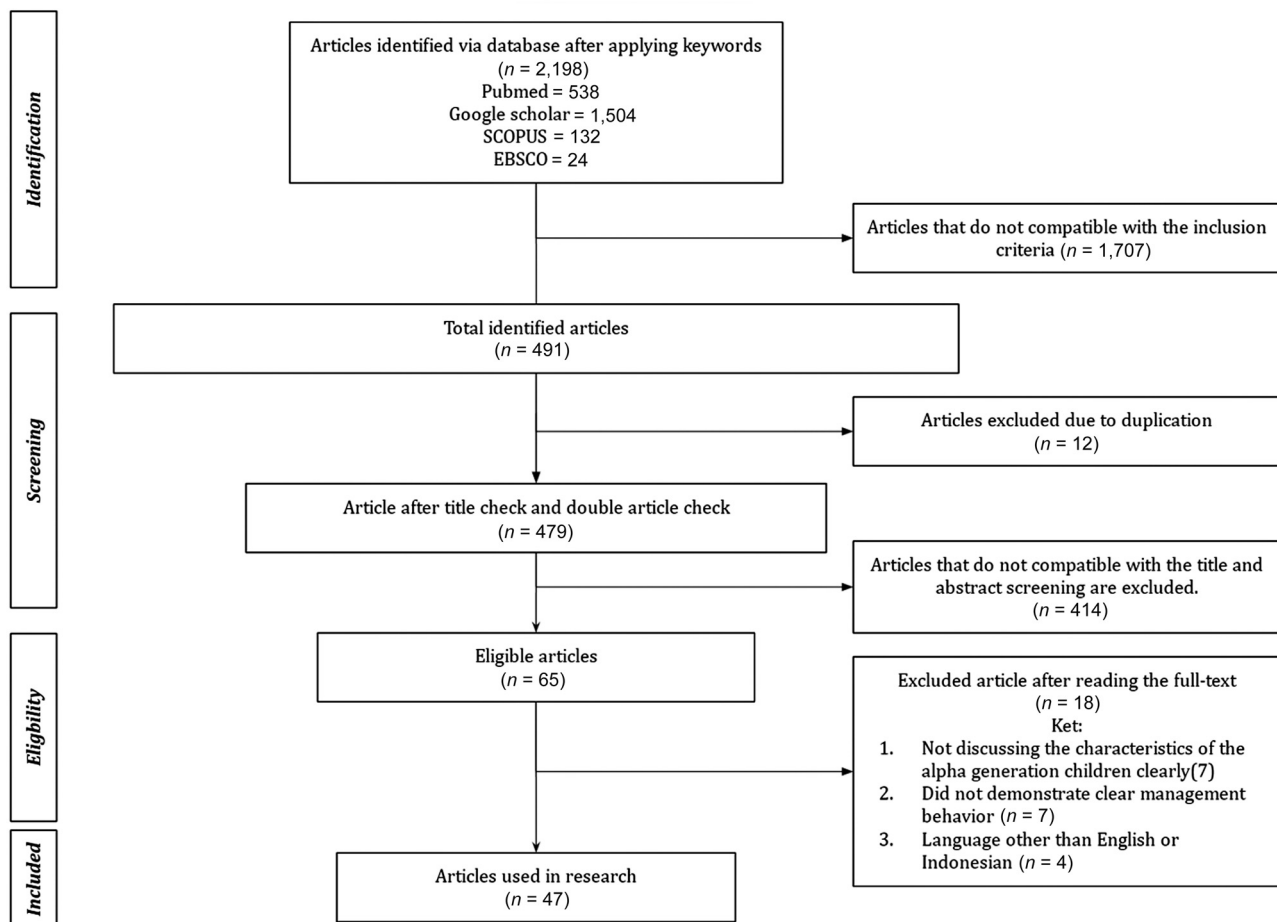 Identification
Articles identified via database after applying keywords
(n = 2,198)
Pubmed = 538
Google scholar = 1,504
SCOPUS = 132
EBSCO = 24
Articles that do not compatible with the inclusion
criteria (n = 1,707)
Screening
Total identified articles
(n = 491)
Articles excluded due to duplication
(n = 12)
Article after title check and double article check
(n = 479)
Articles that do not compatible with the title and
abstract screening are excluded.
(n = 414)
Eligbility
Eligible articles
(n = 65)
Excluded article after reading the full-text
(n = 18)
Ket:
1. Not discussing the characteristics of the
alpha generation children clearly(7)
2. Did not demonstrate clear management
behavior (n = 7)
3. Language other than English or
Indonesian (n = 4)
Included
Articles used in research
(n = 47)